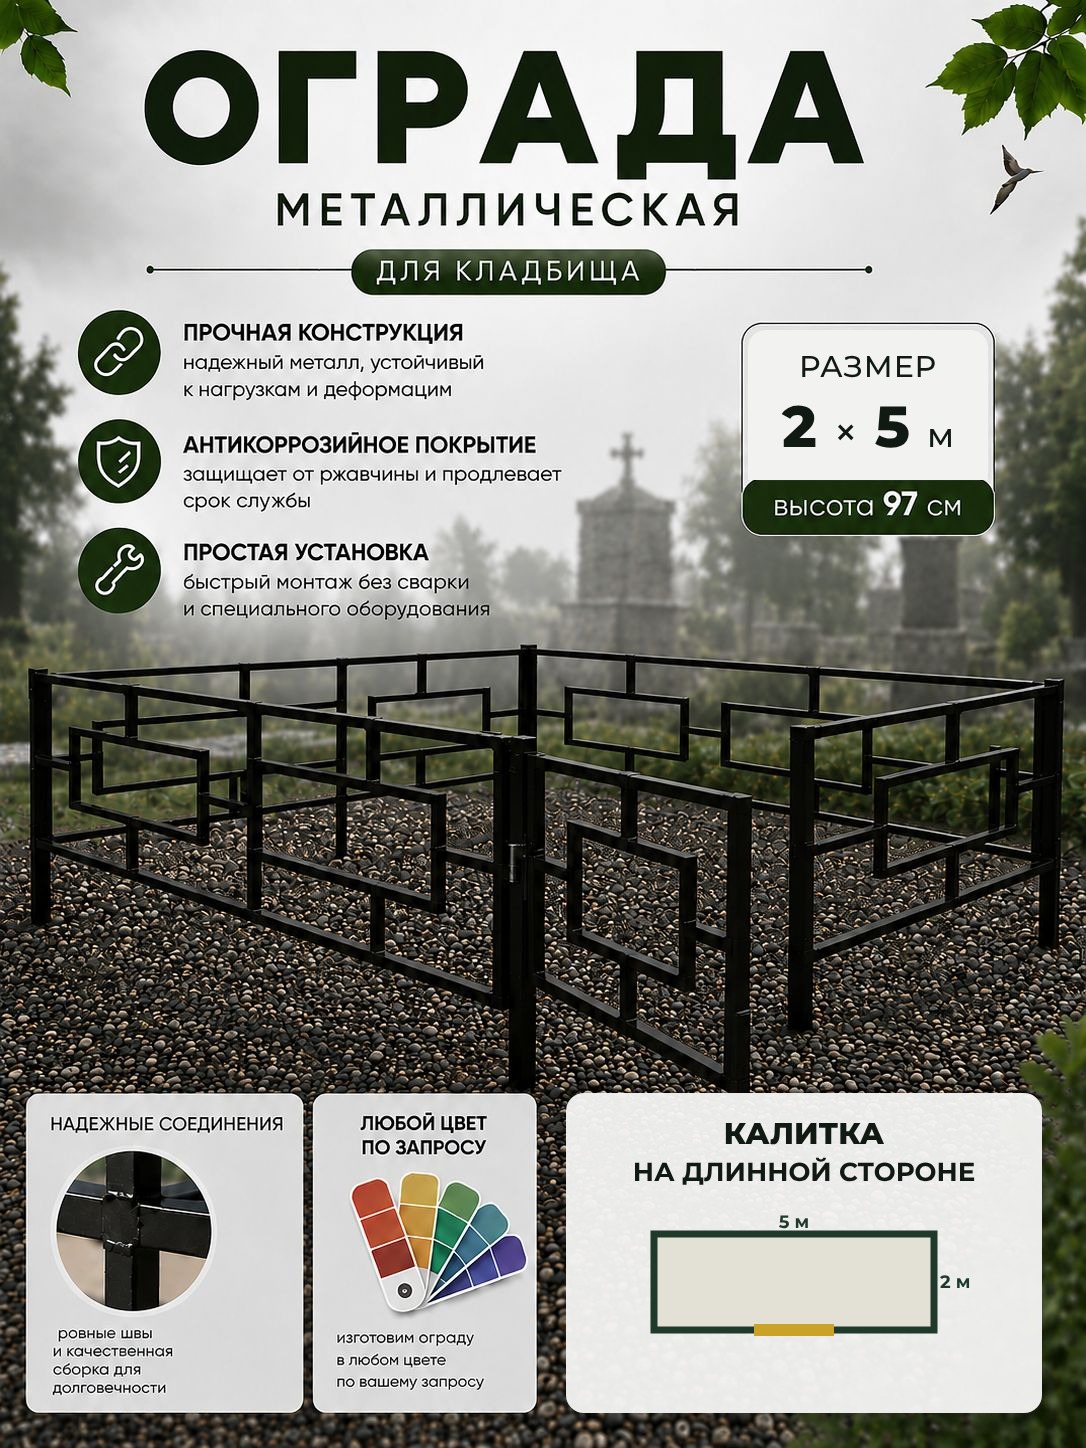 ОГРАДА
МЕТАЛЛИЧЕСКАЯ
ДЛЯ КЛАДБИЩА
ПРОЧНАЯ КОНСТРУКЦИЯ
надежный металл, устойчивый
к нагрузкам и деформацим
АНТИКОРРОЗИЙНОЕ ПОКРЫТИЕ
защищает от ржавчины и продлевает
срок службы
ПРОСТАЯ УСТАНОВКА
быстрый монтаж без сварки
и специального оборудования
РАЗМЕР
2 × 5 м
высота 97 см
НАДЕЖНЫЕ СОЕДИНЕНИЯ
ровные швы
и качественная
сборка для
долговечности
ЛЮБОЙ ЦВЕТ
ПО ЗАПРОСУ
изготовим ограду
в любом цвете
по вашему запросу
КАЛИТКА
НА ДЛИННОЙ СТОРОНЕ
5 м
2 м